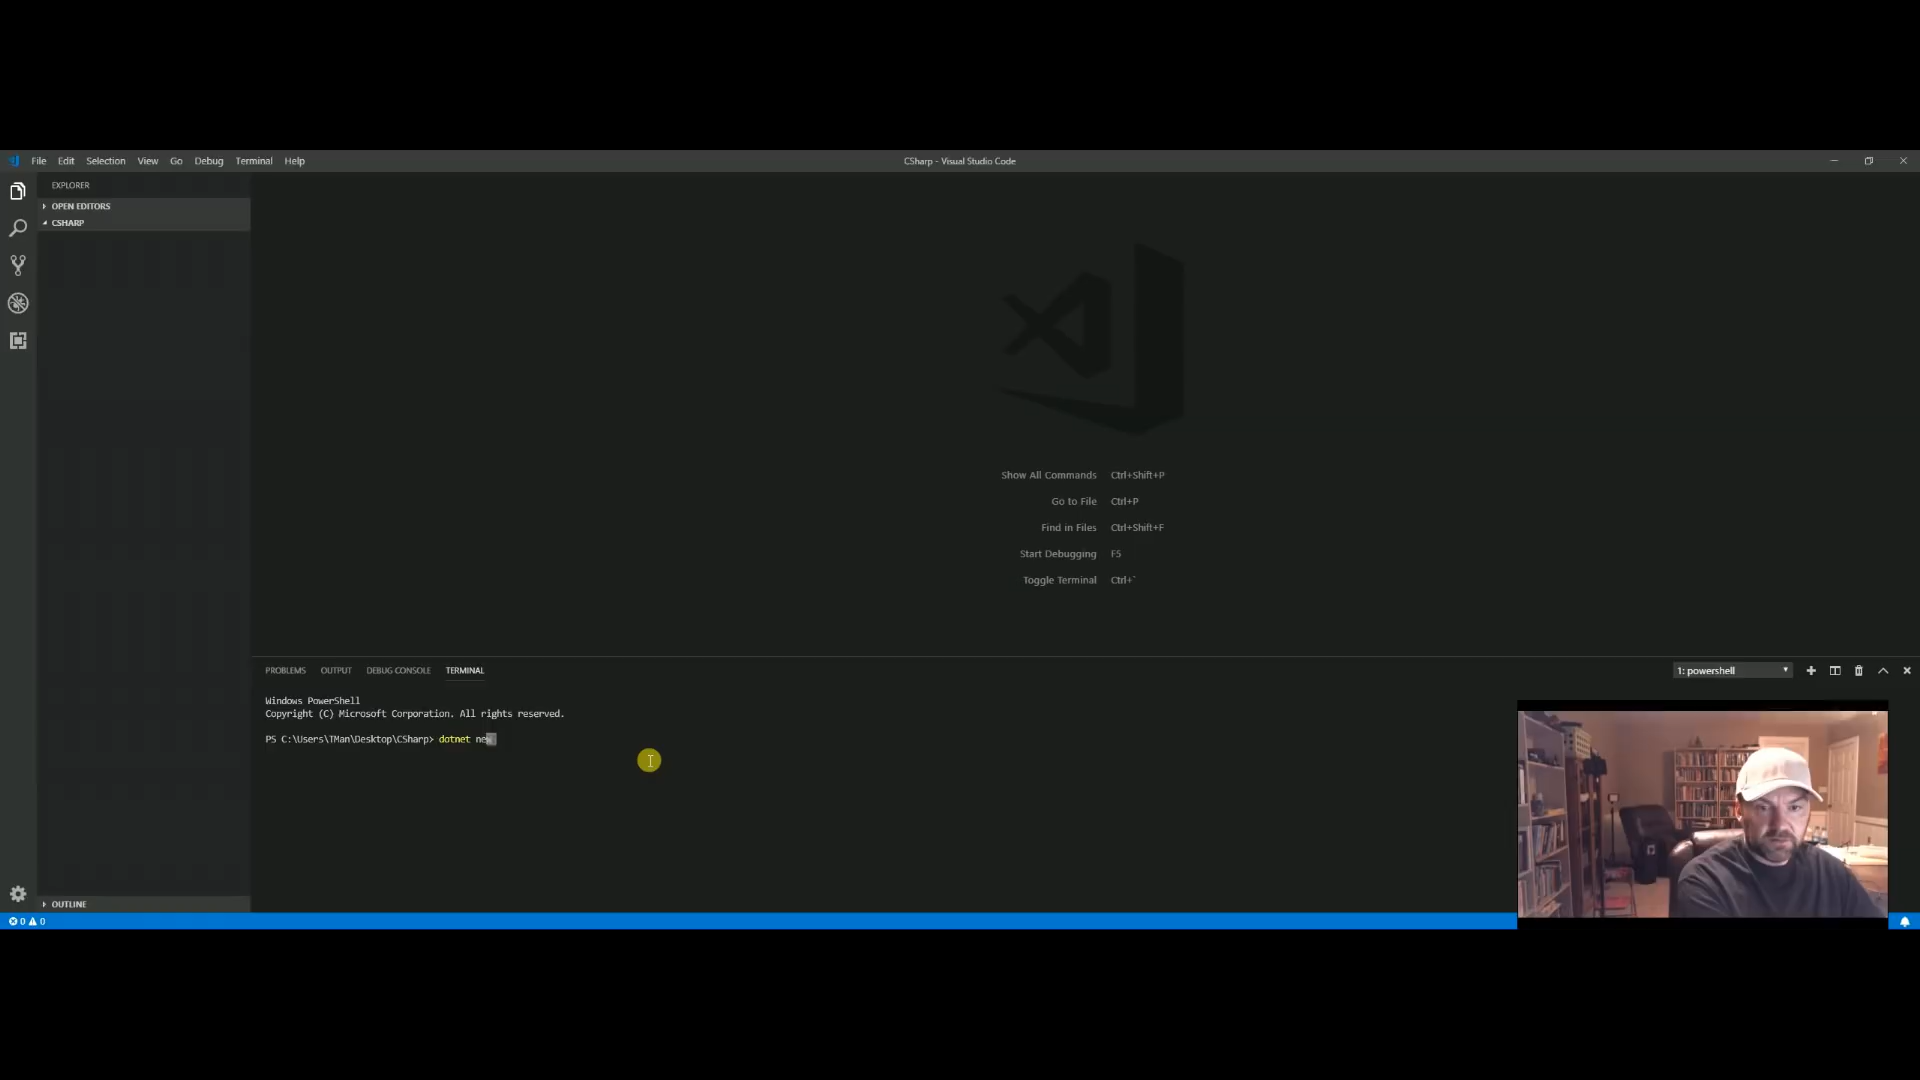 File Edit Selection View Go Debug Terminal Help
CSharp - Visual Studio Code
EXPLORER
OPEN EDITORS
CSHARP
Show All Commands Ctrl+Shift+P
Go to File Ctrl+P
Find in Files Ctrl+Shift+F
Start Debugging F5
Toggle Terminal Ctrl+`
PROBLEMS OUTPUT DEBUG CONSOLE TERMINAL
1: powershell
Windows PowerShell
Copyright (C) Microsoft Corporation. All rights reserved.
PS C:\Users\TMan\Desktop\CSharp> dotnet new
OUTLINE
0 0